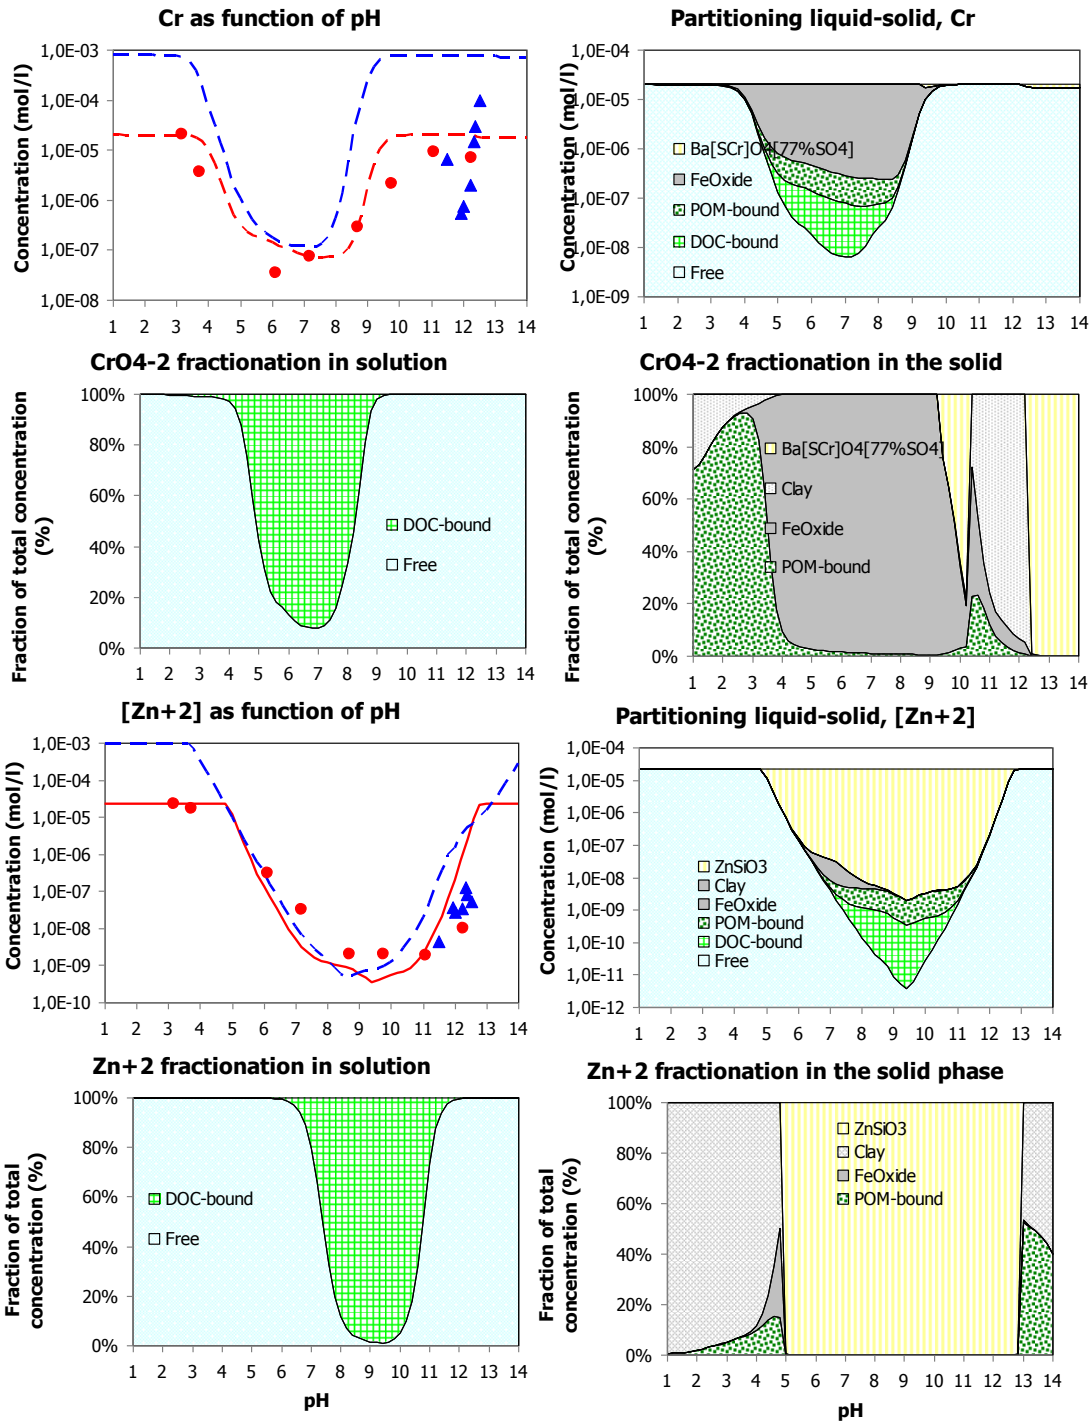 Cr as function of pH
Concentration (mol/l)
1,0E-03
1,0E-04
1,0E-05
1,0E-06
1,0E-07
1,0E-08
1 2 3 4 5 6 7 8 9 10 11 12 13 14
Partitioning liquid-solid, Cr
Concentration (mol/l)
1,0E-04
1,0E-05
1,0E-06
1,0E-07
1,0E-08
1,0E-09
Ba[SCr]O4[77%SO4]
FeOxide
POM-bound
DOC-bound
Free
1 2 3 4 5 6 7 8 9 10 11 12 13 14
CrO4-2 fractionation in solution
Fraction of total concentration
(%)
100%
80%
60%
40%
20%
0%
DOC-bound
Free
1 2 3 4 5 6 7 8 9 10 11 12 13 14
CrO4-2 fractionation in the solid
Fraction of total concentration
(%)
100%
80%
60%
40%
20%
0%
Ba[SCr]O4[77%SO4]
Clay
FeOxide
POM-bound
1 2 3 4 5 6 7 8 9 10 11 12 13 14
[Zn+2] as function of pH
Concentration (mol/l)
1,0E-03
1,0E-04
1,0E-05
1,0E-06
1,0E-07
1,0E-08
1,0E-09
1,0E-10
1 2 3 4 5 6 7 8 9 10 11 12 13 14
Partitioning liquid-solid, [Zn+2]
Concentration (mol/l)
1,0E-04
1,0E-05
1,0E-06
1,0E-07
1,0E-08
1,0E-09
1,0E-10
1,0E-11
1,0E-12
ZnSiO3
Clay
FeOxide
POM-bound
DOC-bound
Free
1 2 3 4 5 6 7 8 9 10 11 12 13 14
Zn+2 fractionation in solution
Fraction of total
concentration (%)
100%
80%
60%
40%
20%
0%
DOC-bound
Free
1 2 3 4 5 6 7 8 9 10 11 12 13 14
pH
Zn+2 fractionation in the solid phase
Fraction of total
concentration (%)
100%
80%
60%
40%
20%
0%
ZnSiO3
Clay
FeOxide
POM-bound
1 2 3 4 5 6 7 8 9 10 11 12 13 14
pH